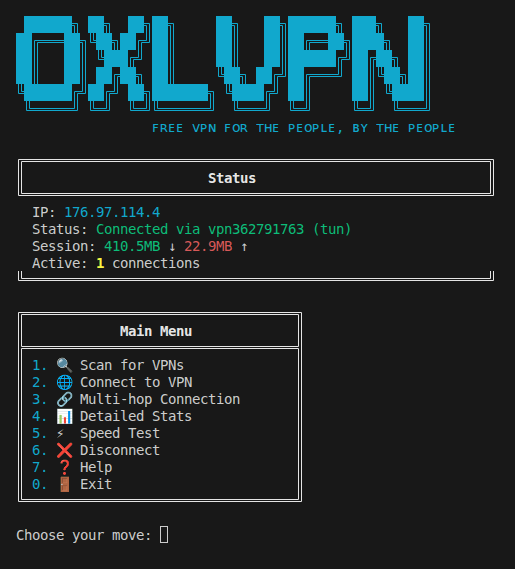 0XLVPN
FREE VPN FOR THE PEOPLE, BY THE PEOPLE
Status
IP: 176.97.114.4
Status: Connected via vpn362791763 (tun)
Session: 410.5MB ↓ 22.9MB ↑
Active: 1 connections
Main Menu
1. 🔍 Scan for VPNs
2. 🌐 Connect to VPN
3. 🔗 Multi-hop Connection
4. 📊 Detailed Stats
5. ⚡ Speed Test
6. ❌ Disconnect
7. ❓ Help
0. 🚪 Exit
Choose your move: